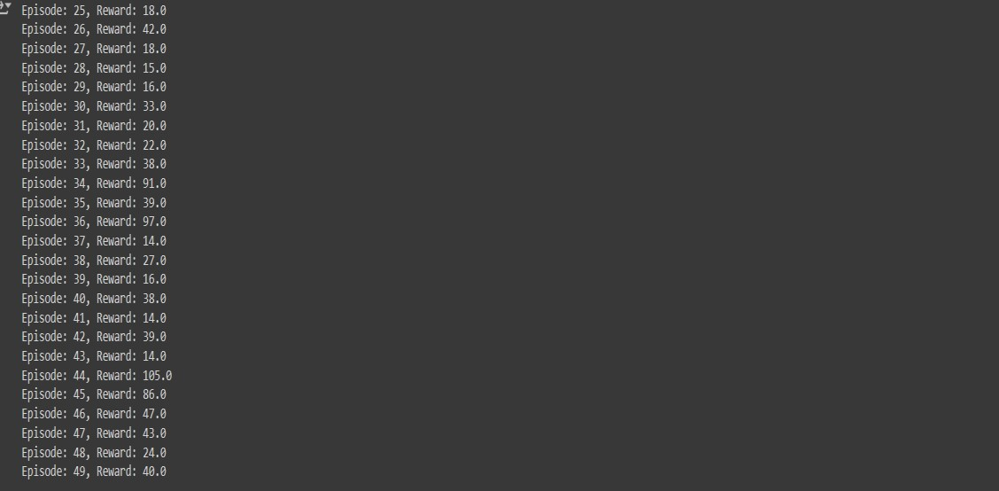 Episode: 25, Reward: 18.0
Episode: 26, Reward: 42.0
Episode: 27, Reward: 18.0
Episode: 28, Reward: 15.0
Episode: 29, Reward: 16.0
Episode: 30, Reward: 33.0
Episode: 31, Reward: 20.0
Episode: 32, Reward: 22.0
Episode: 33, Reward: 38.0
Episode: 34, Reward: 91.0
Episode: 35, Reward: 39.0
Episode: 36, Reward: 97.0
Episode: 37, Reward: 14.0
Episode: 38, Reward: 27.0
Episode: 39, Reward: 16.0
Episode: 40, Reward: 38.0
Episode: 41, Reward: 14.0
Episode: 42, Reward: 39.0
Episode: 43, Reward: 14.0
Episode: 44, Reward: 105.0
Episode: 45, Reward: 86.0
Episode: 46, Reward: 47.0
Episode: 47, Reward: 43.0
Episode: 48, Reward: 24.0
Episode: 49, Reward: 40.0